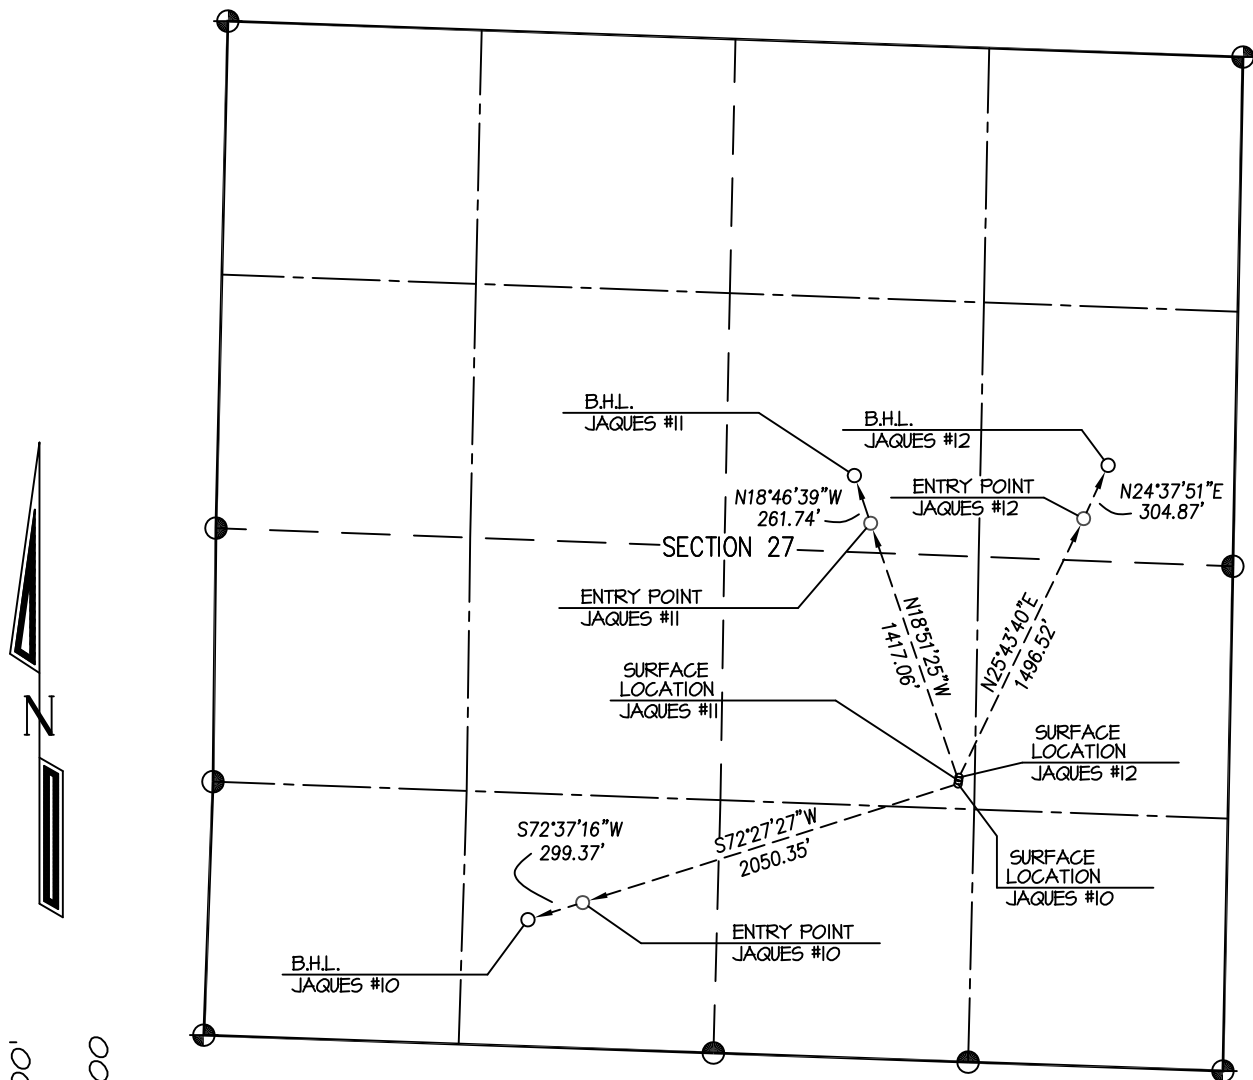 B.H.L.
JAQUES #11
B.H.L.
JAQUES #12
N18°46'39"W
261.74'
ENTRY POINT
JAQUES #12
N24°37'51"E
304.87'
SECTION 27
ENTRY POINT
JAQUES #11
N18°51'25"W
1417.06'
N25°43'40"E
1496.52'
SURFACE
LOCATION
JAQUES #11
N
SURFACE
LOCATION
JAQUES #12
S72°37'16"W
299.37'
S72°27'27"W
2050.35'
SURFACE
LOCATION
JAQUES #10
ENTRY POINT
JAQUES #10
B.H.L.
JAQUES #10